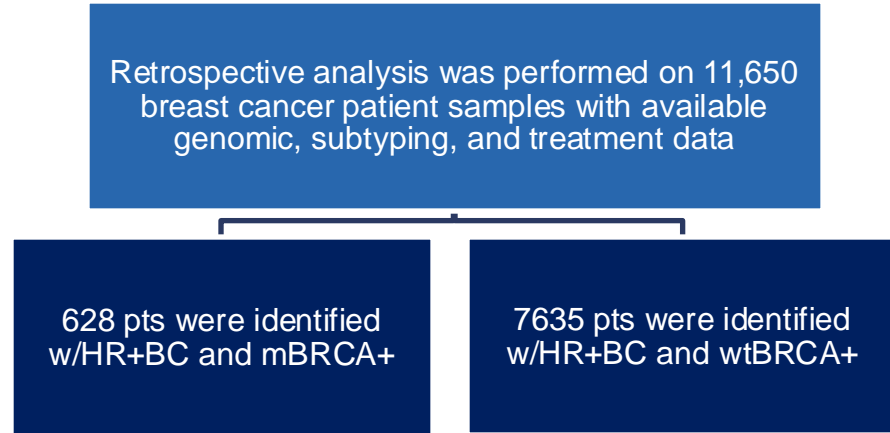 Retrospective analysis was performed on 11,650
breast cancer patient samples with available
genomic, subtyping, and treatment data
628 pts were identified
w/HR+BC and mBRCA+
7635 pts were identified
w/HR+BC and wtBRCA+